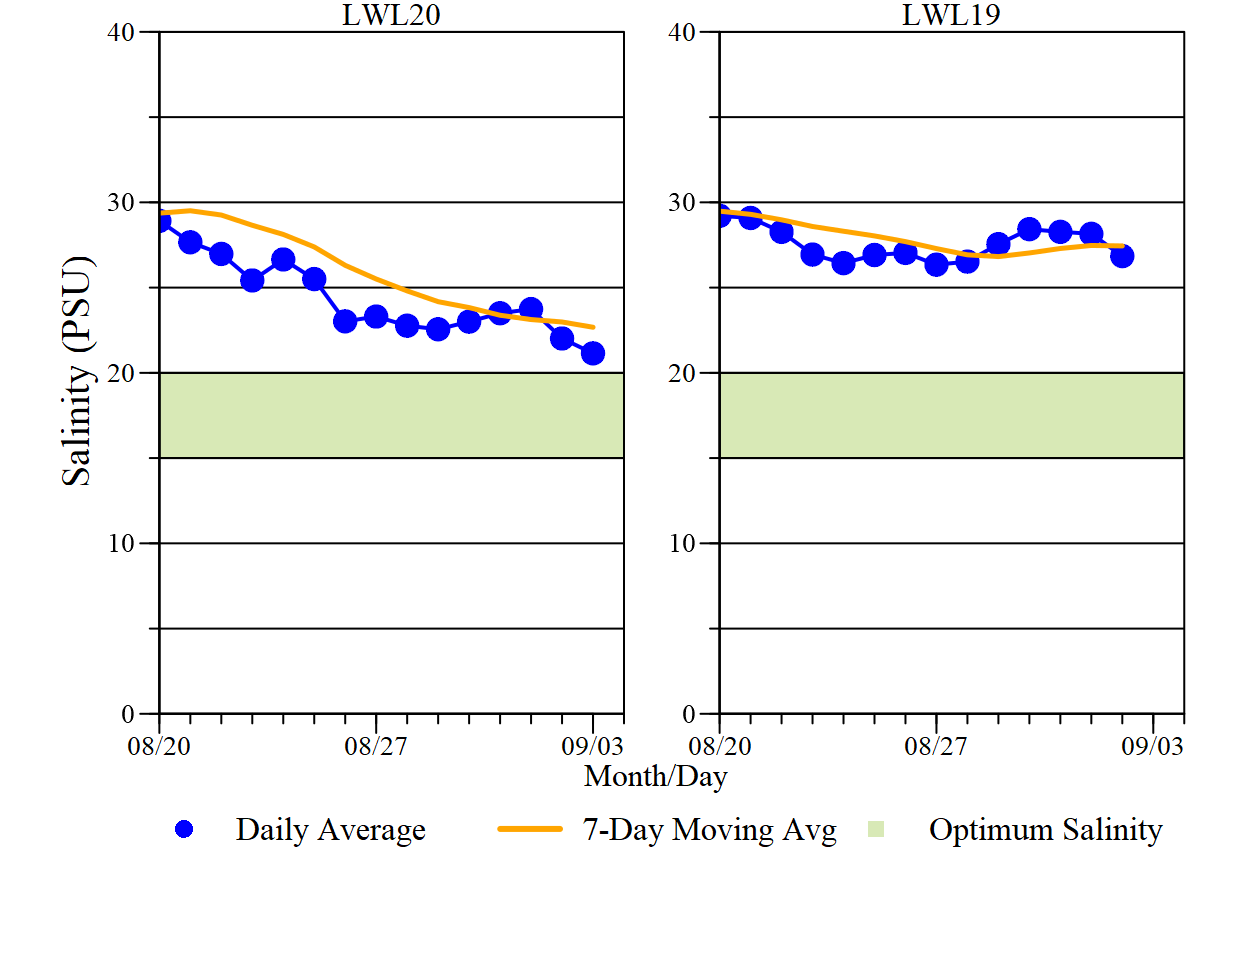 LWL20
LWL19
40
30
20
10
0
40
30
20
10
0
Salinity (PSU)
08/20
08/27
09/03
08/20
08/27
09/03
Month/Day
Daily Average
7-Day Moving Avg
Optimum Salinity